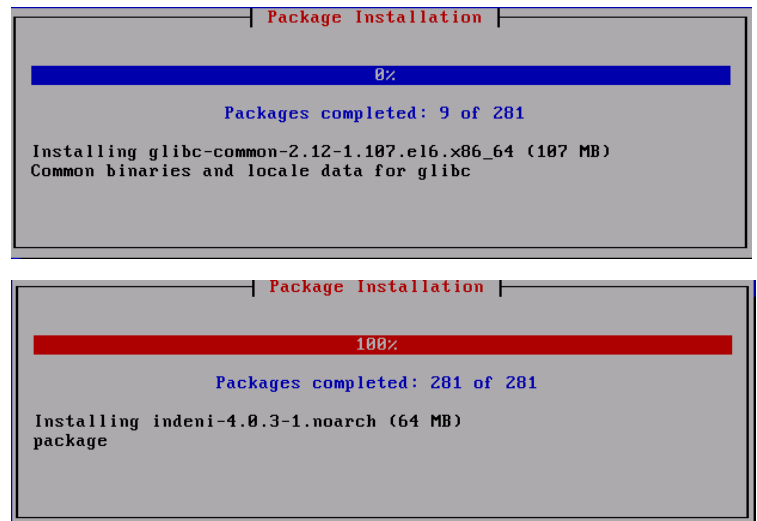 Package Installation
0%
Packages completed: 9 of 281
Installing glibc-common-2.12-1.107.el6.x86_64 (107 MB)
Common binaries and locale data for glibc
Package Installation
100%
Packages completed: 281 of 281
Installing indeni-4.0.3-1.noarch (64 MB)
package